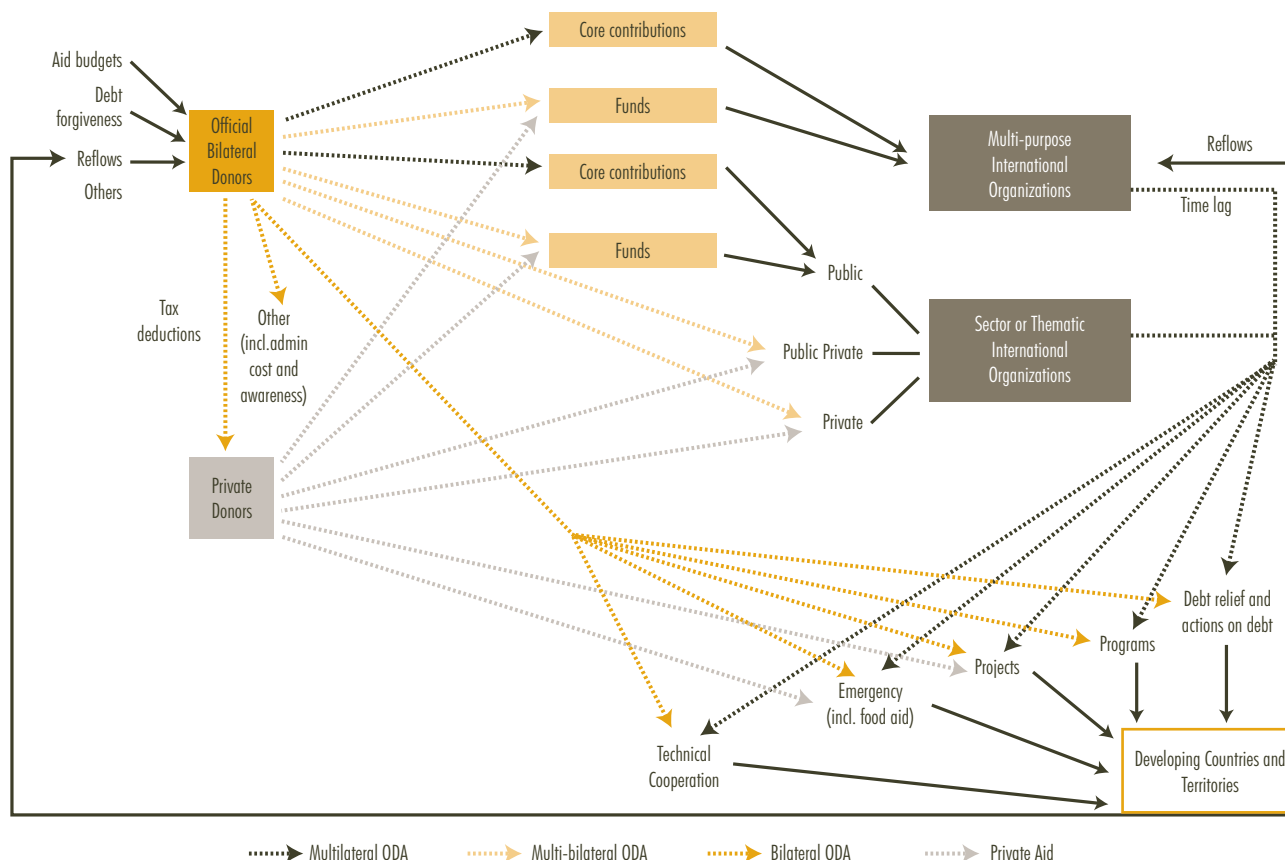 Core contributions
Aid budgets
Debt
forgiveness
Funds
Official
Bilateral
Donors
Multi-purpose
International
Organizations
Reflows
Reflows
Core contributions
Others
Time lag
Funds
Public
Tax
deductions
Other
(incl.admin
cost and
awareness)
Sector or Thematic
International
Organizations
Public Private
Private
Private
Donors
Debt relief and
actions on debt
Programs
Projects
Emergency
(incl. food aid)
Technical
Cooperation
Developing Countries and
Territories
Multilateral ODA
Multi-bilateral ODA
Bilateral ODA
Private Aid